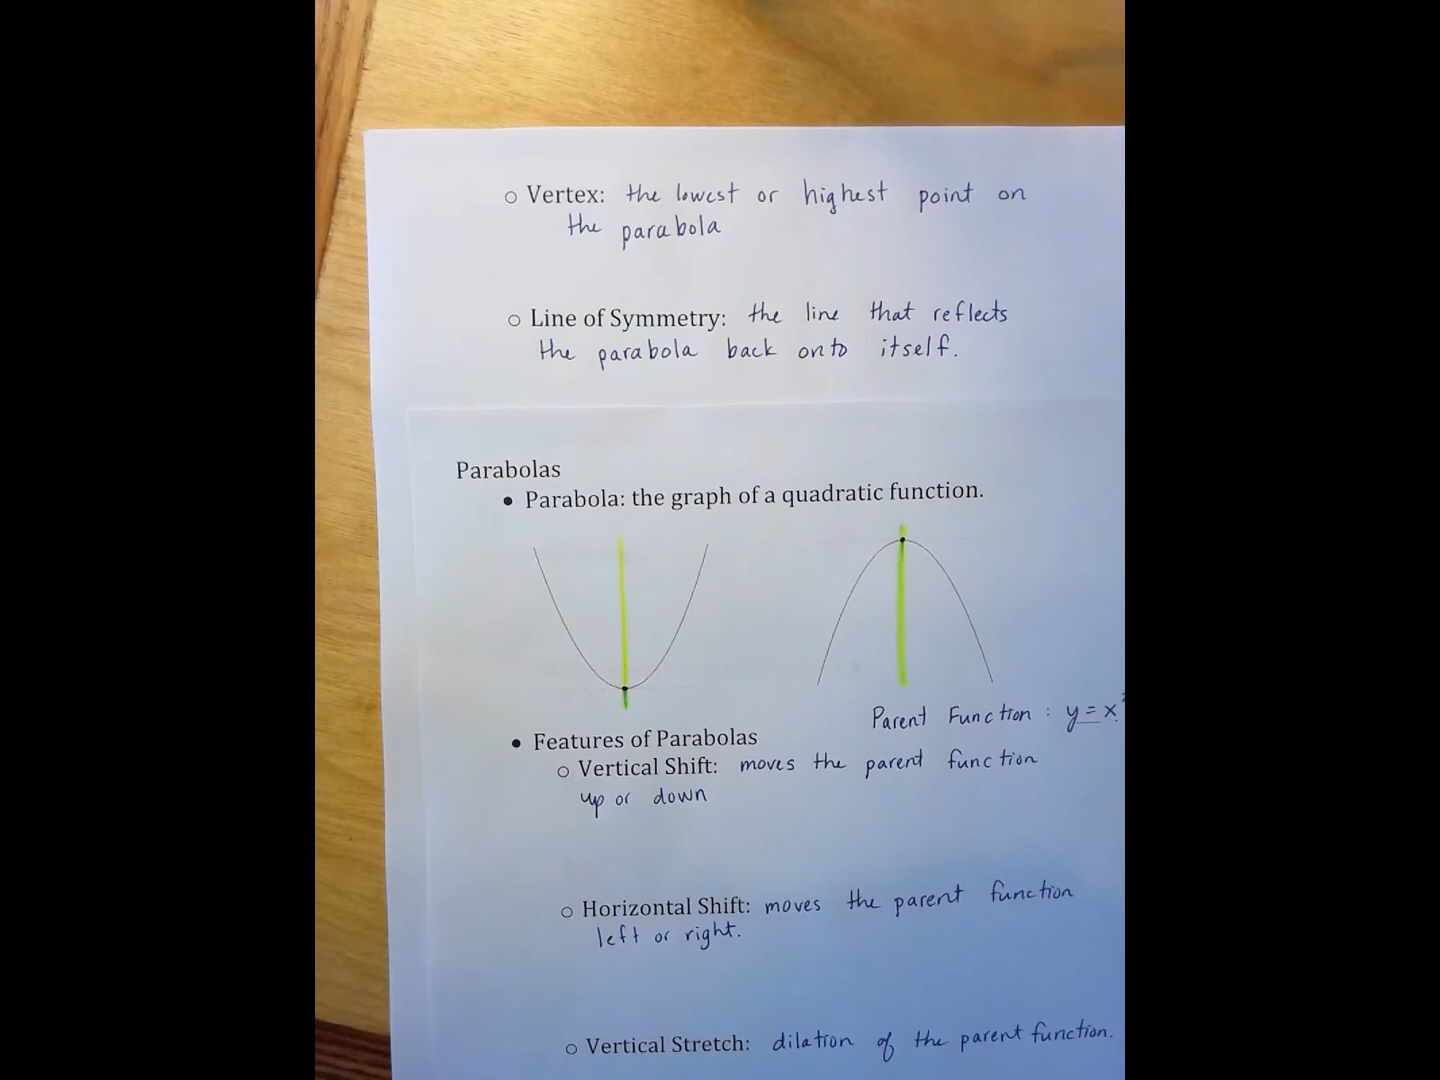 ○ Vertex: the lowest or highest point on
the parabola
○ Line of Symmetry: the line that reflects
the parabola back onto itself.
Parabolas
• Parabola: the graph of a quadratic function.
Parent Function : y = x²
• Features of Parabolas
○ Vertical Shift: moves the parent function
up or down
○ Horizontal Shift: moves the parent function
left or right.
○ Vertical Stretch: dilation of the parent function.